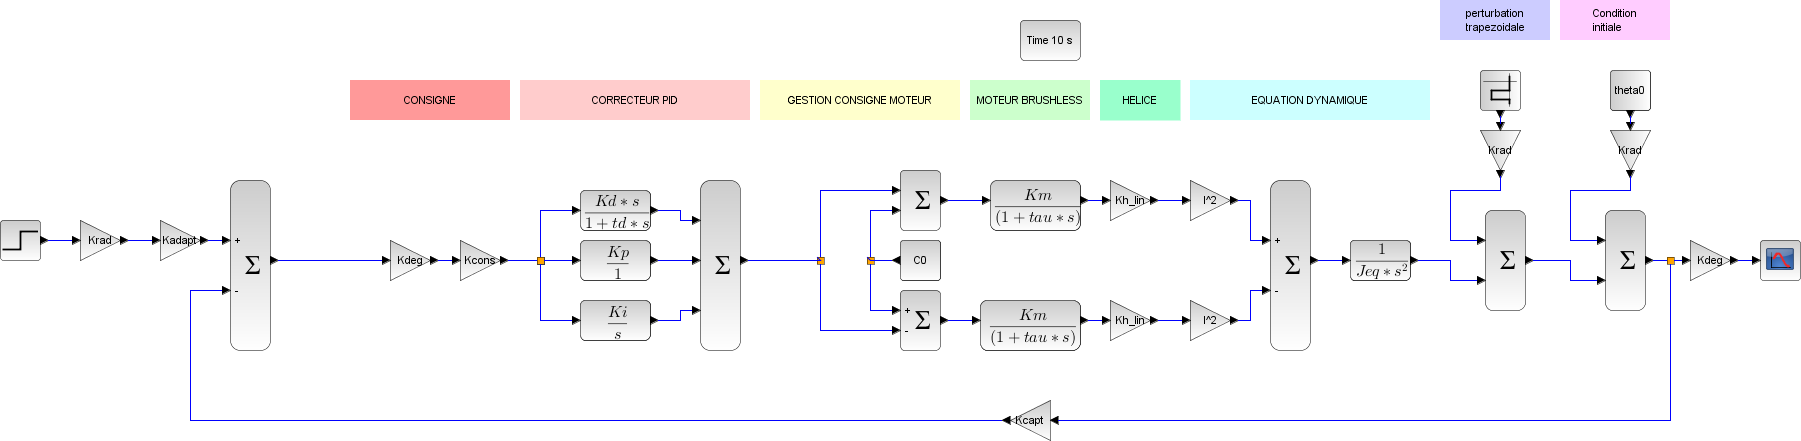 perturbation
trapezoidale
Condition
initiale
Time 10 s
CONSIGNE
CORRECTEUR PID
GESTION CONSIGNE MOTEUR
MOTEUR BRUSHLESS
HELICE
EQUATION DYNAMIQUE
theta0
Krad
Krad
Krad
Kadapt
+
-
Σ
Kdeg
Kcons
Kd * s
1 + td * s
Kp
1
Ki
s
Σ
Σ
C0
+
-
Σ
Km
(1 + tau * s)
Kh_lin
l^2
Km
(1 + tau * s)
Kh_lin
l^2
+
-
Σ
1
Jeq * s²
Σ
Σ
Kdeg
Kcapt